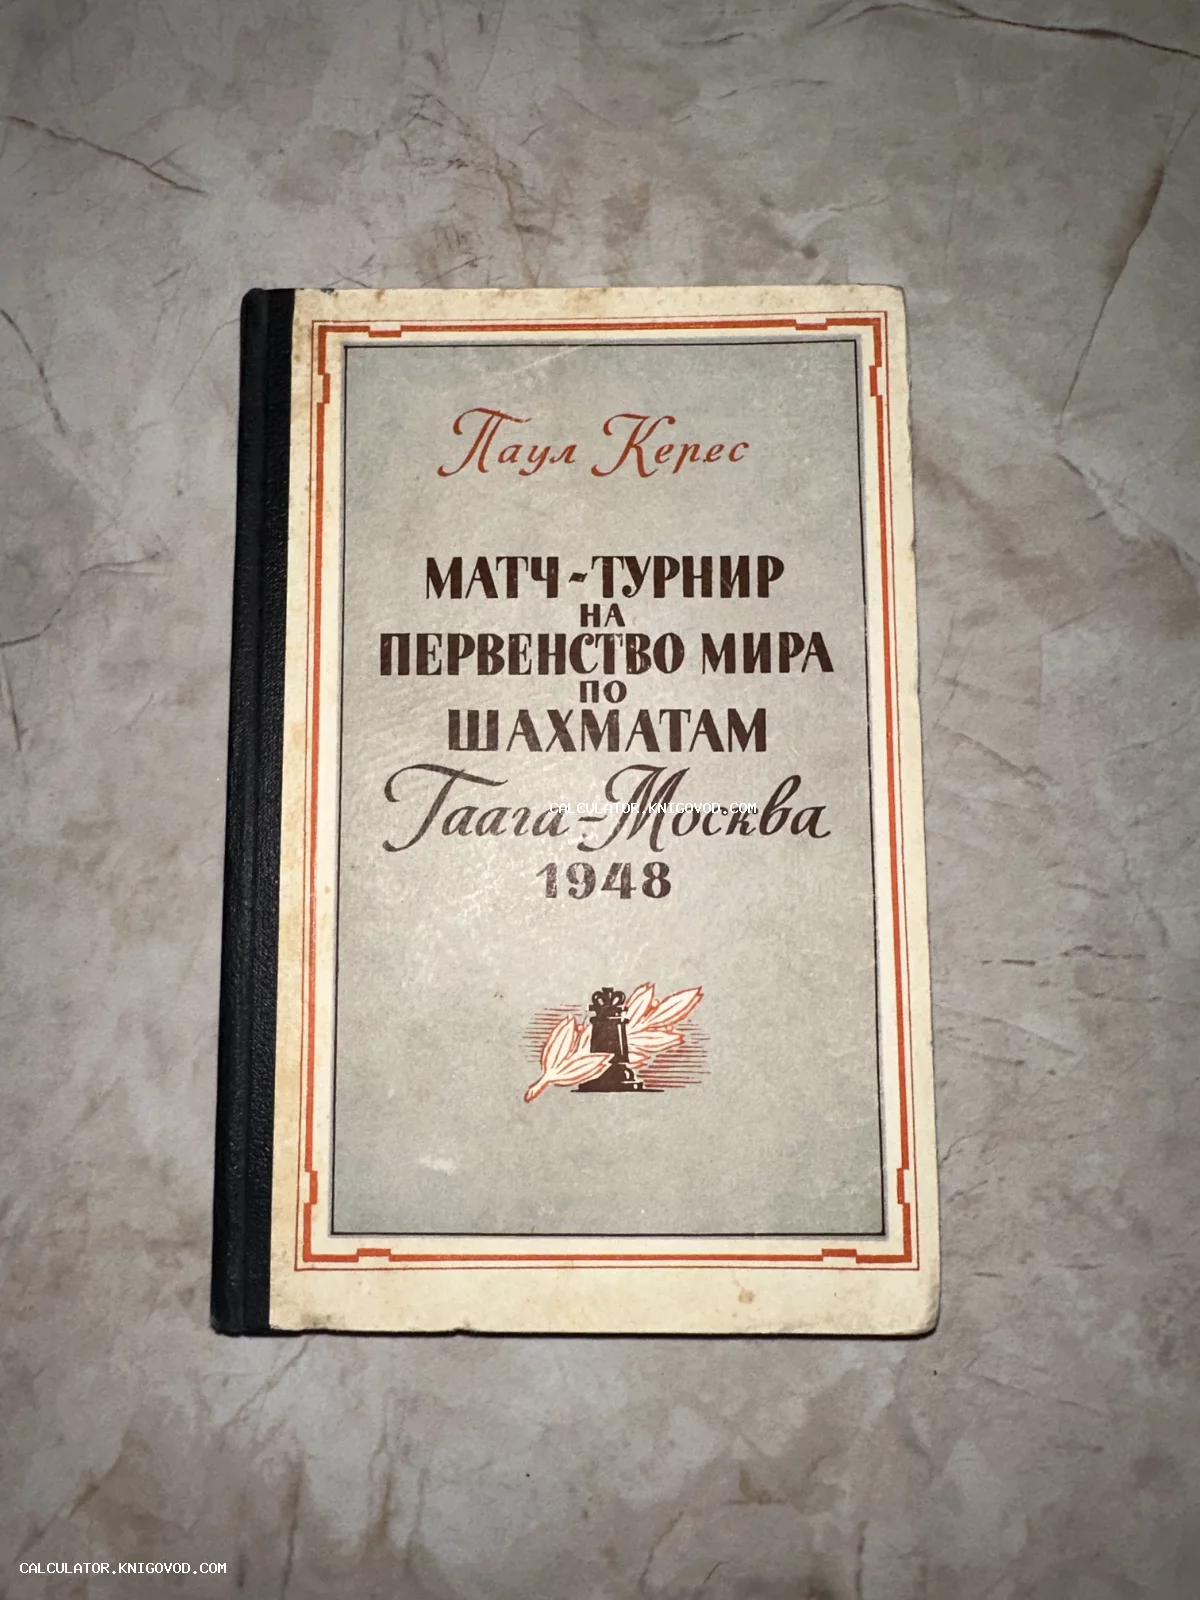 Паул Керес
МАТЧ-ТУРНИР
НА
ПЕРВЕНСТВО МИРА
ПО
ШАХМАТАМ
Гаага-Москва
CALCULATOR.KNIGOVOD.COM
1948
CALCULATOR.KNIGOVOD.COM